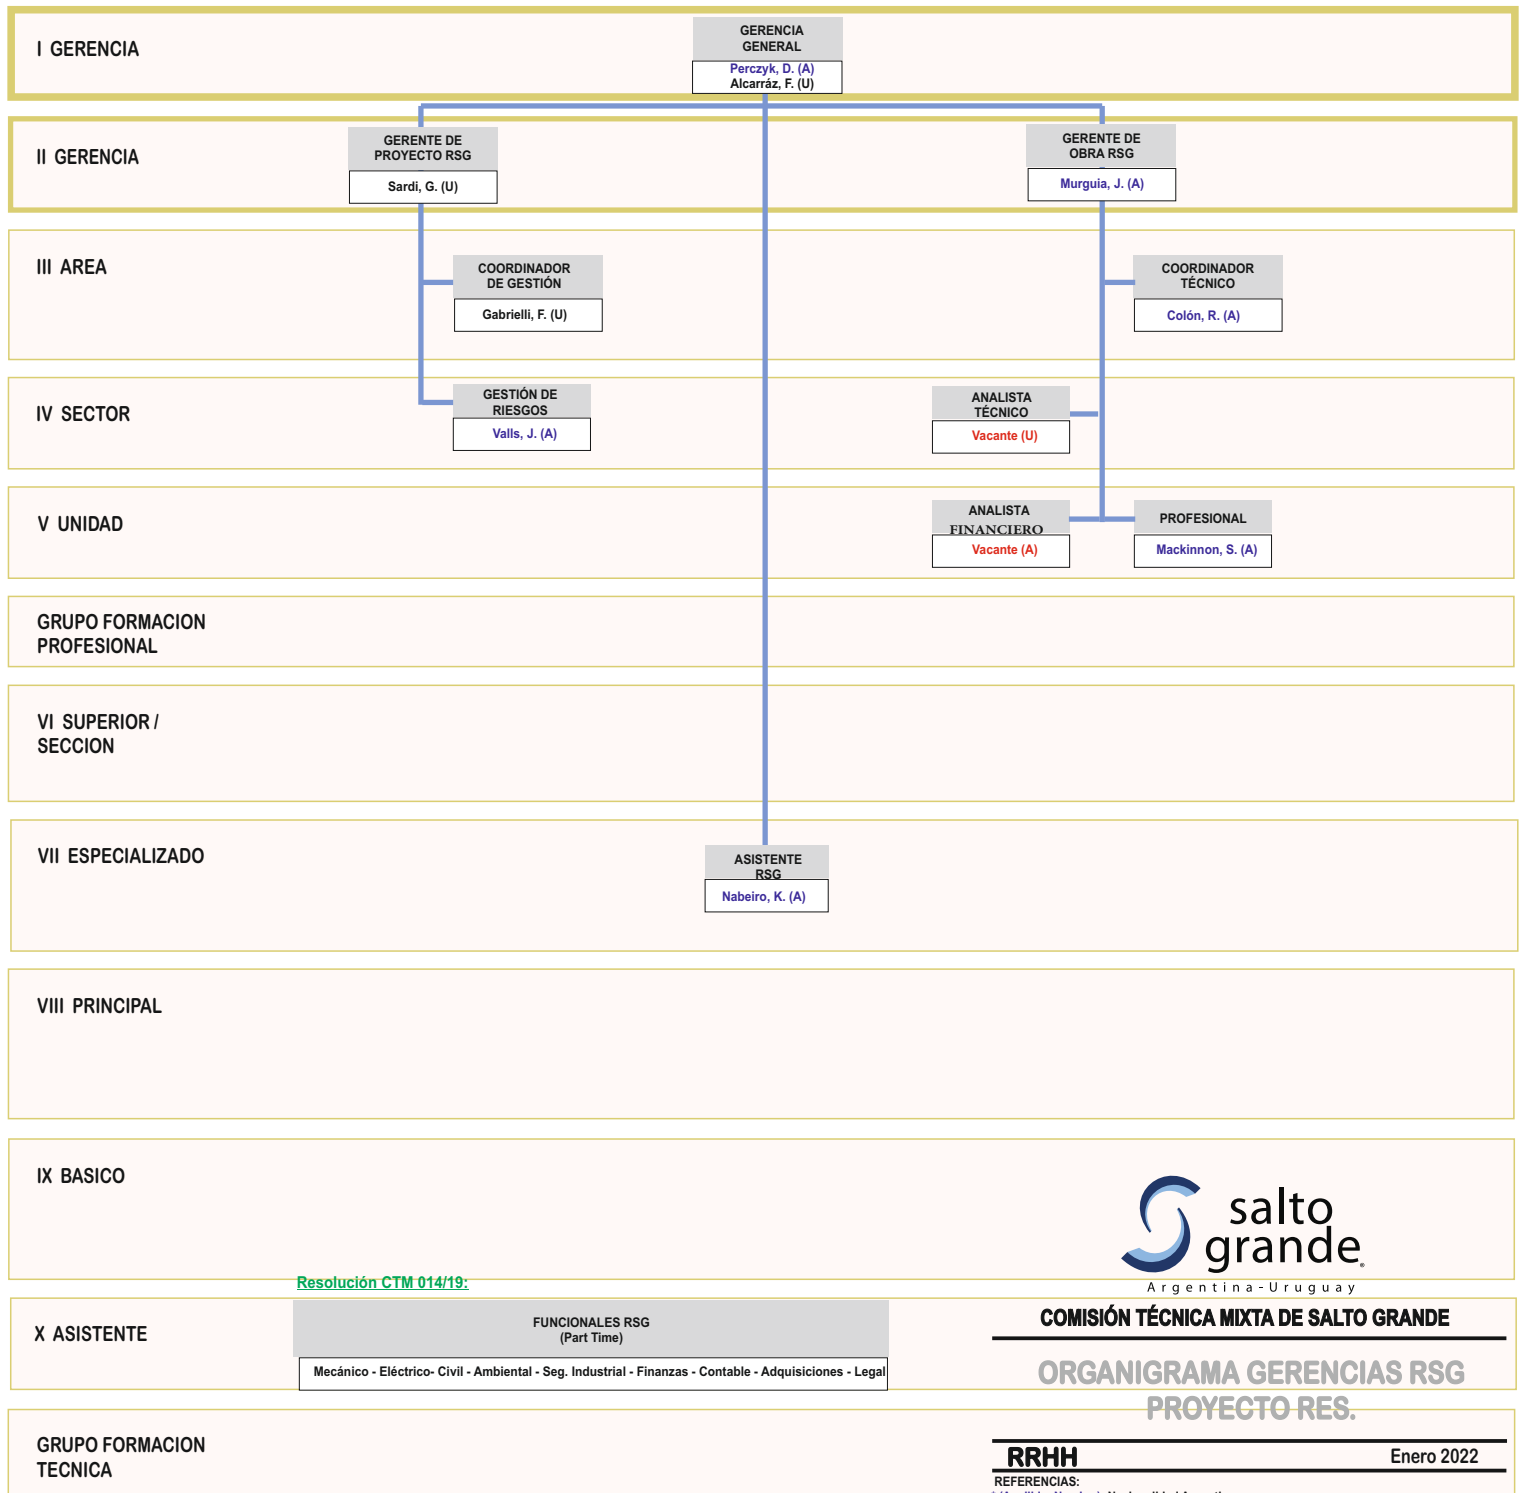 I GERENCIA
GERENCIA
GENERAL
Perczyk, D. (A)
Alcarráz, F. (U)
II GERENCIA
GERENTE DE
PROYECTO RSG
Sardi, G. (U)
GERENTE DE
OBRA RSG
Murguia, J. (A)
III AREA
COORDINADOR
DE GESTIÓN
Gabrielli, F. (U)
COORDINADOR
TÉCNICO
Colón, R. (A)
IV SECTOR
GESTIÓN DE
RIESGOS
Valls, J. (A)
ANALISTA
TÉCNICO
Vacante (U)
V UNIDAD
ANALISTA
FINANCIERO
Vacante (A)
PROFESIONAL
Mackinnon, S. (A)
GRUPO FORMACION
PROFESIONAL
VI SUPERIOR /
SECCION
VII ESPECIALIZADO
ASISTENTE
RSG
Nabeiro, K. (A)
VIII PRINCIPAL
IX BASICO
salto
grande
Argentina-Uruguay
Resolución CTM 014/19:
X ASISTENTE
FUNCIONALES RSG
(Part Time)
Mecánico - Eléctrico- Civil - Ambiental - Seg. Industrial - Finanzas - Contable - Adquisiciones - Legal
COMISIÓN TÉCNICA MIXTA DE SALTO GRANDE
ORGANIGRAMA GERENCIAS RSG
PROYECTO RES.
GRUPO FORMACION
TECNICA
RRHH
Enero 2022
REFERENCIAS: